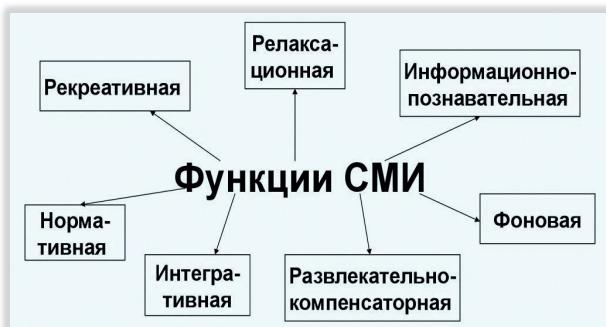 Релакса-
ционная
Рекреативная
Информационно-
познавательная
Функции СМИ
Норма-
тивная
Фоновая
Интегра-
тивная
Развлекательно-
компенсаторная